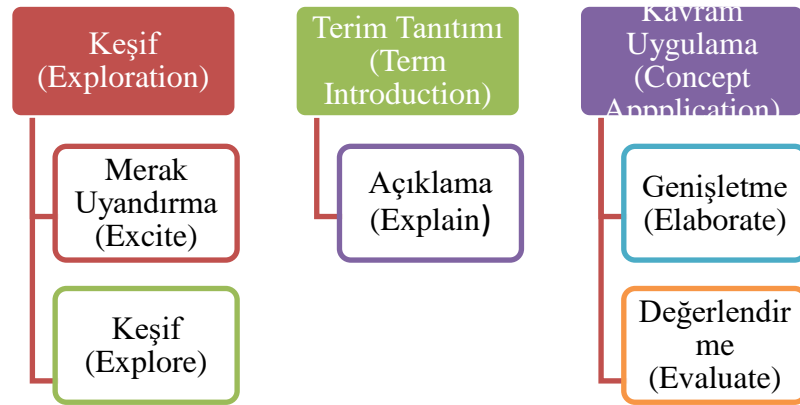 Keşif
(Exploration)
Merak
Uyandırma
(Excite)
Keşif
(Explore)
Terim Tanıtımı
(Term
Introduction)
Açıklama
(Explain)
Kavram
Uygulama
(Concept
Appplication)
Genişletme
(Elaborate)
Değerlendir
me
(Evaluate)